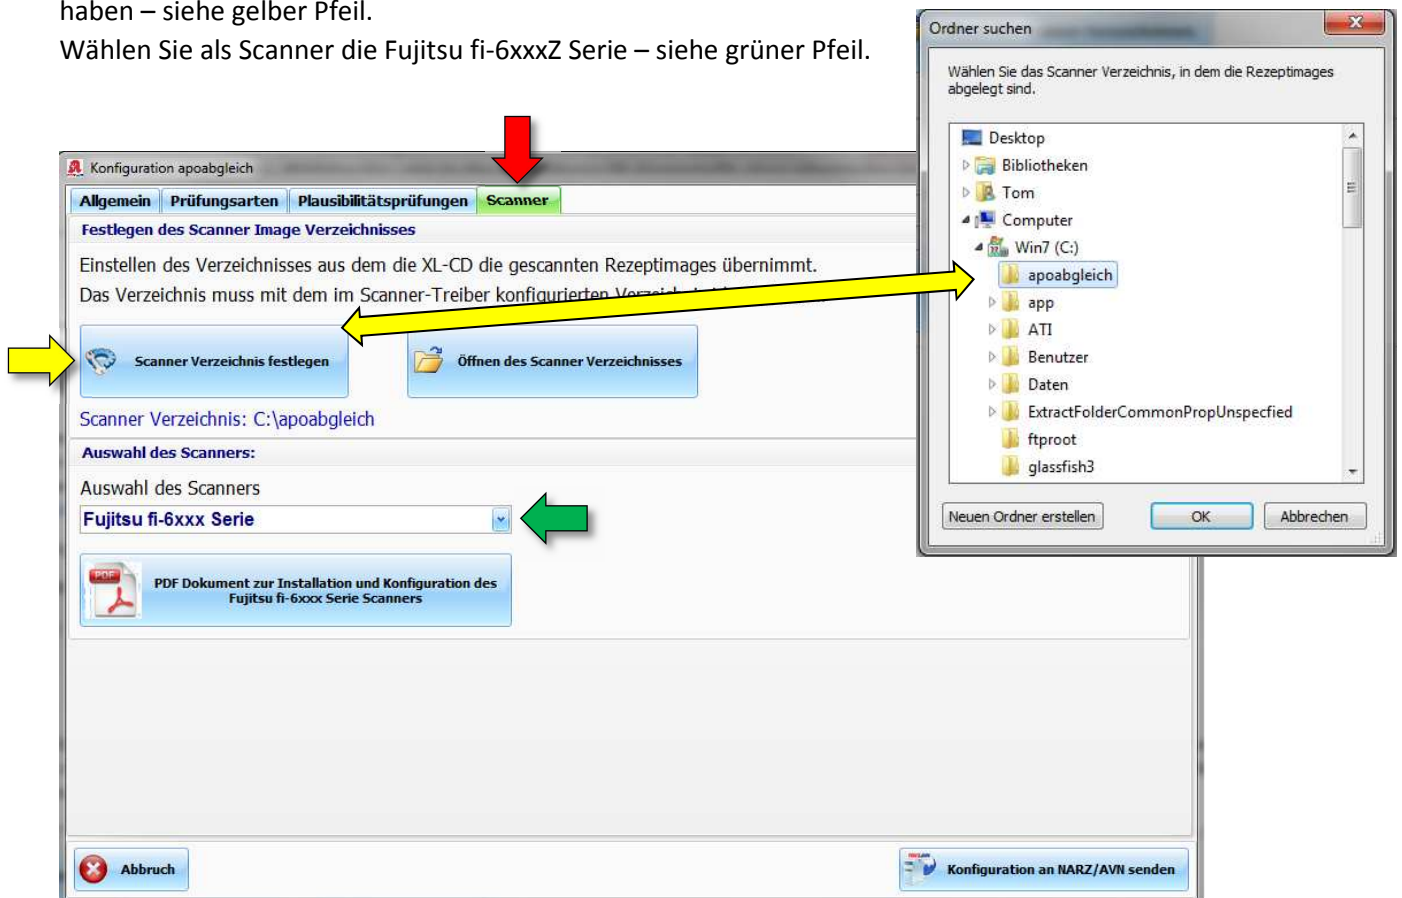 haben – siehe gelber Pfeil.
Wählen Sie als Scanner die Fujitsu fi-6xxxZ Serie – siehe grüner Pfeil.
Ordner suchen
Wählen Sie das Scanner Verzeichnis, in dem die Rezeptimages
abgelegt sind.
Desktop
Bibliotheken
Tom
Computer
Win7 (C:)
apoabgleich
app
ATI
Benutzer
Daten
ExtractFolderCommonPropUnspecfied
ftproot
glassfish3
Neuen Ordner erstellen OK Abbrechen
Konfiguration apoabgleich
Allgemein Prüfungsarten Plausibilitätsprüfungen Scanner
Festlegen des Scanner Image Verzeichnisses
Einstellen des Verzeichnisses aus dem die XL-CD die gescannten Rezeptimages übernimmt.
Das Verzeichnis muss mit dem im Scanner-Treiber konfigurierten
Scanner Verzeichnis festlegen Öffnen des Scanner Verzeichnisses
Scanner Verzeichnis: C:\apoabgleich
Auswahl des Scanners:
Auswahl des Scanners
Fujitsu fi-6xxx Serie
PDF
PDF Dokument zur Installation und Konfiguration des
Fujitsu fi-6xxx Serie Scanners
Abbruch Konfiguration an NARZ/AVN senden